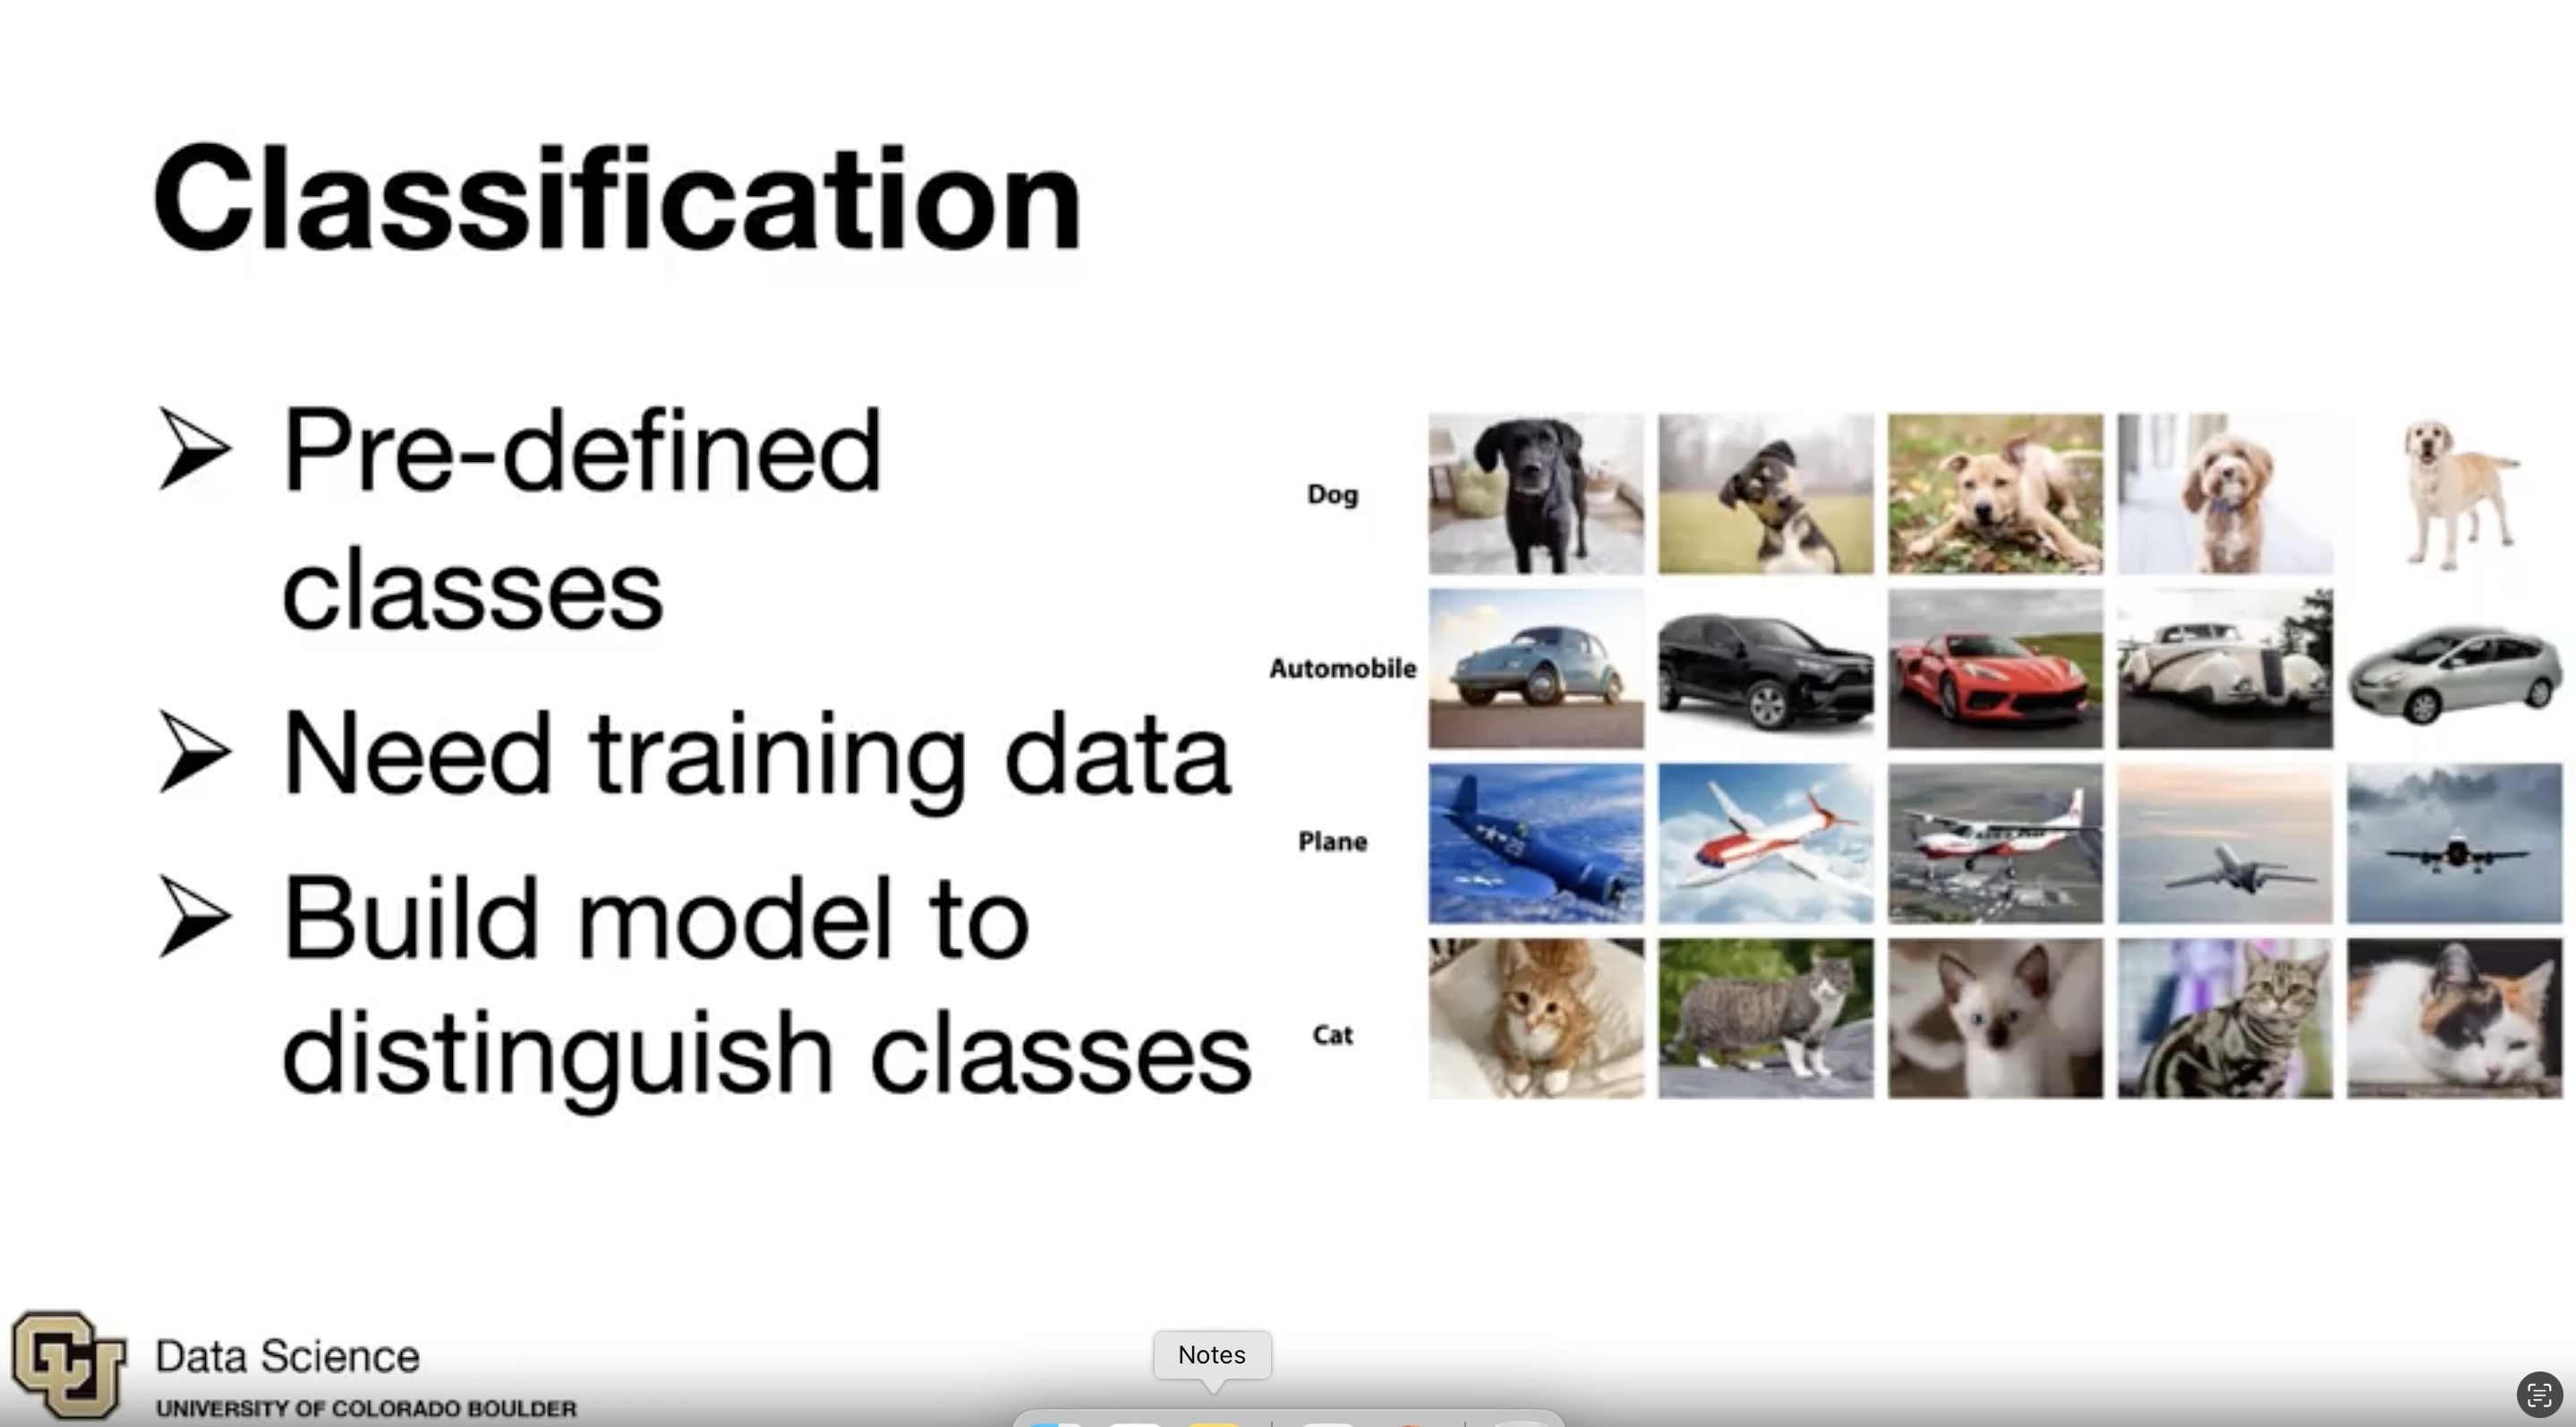 Classification
Pre-defined
classes
Need training data
Build model to
distinguish classes
Dog
Automobile
Plane
Cat
CU
Data Science
UNIVERSITY OF COLORADO BOULDER
Notes